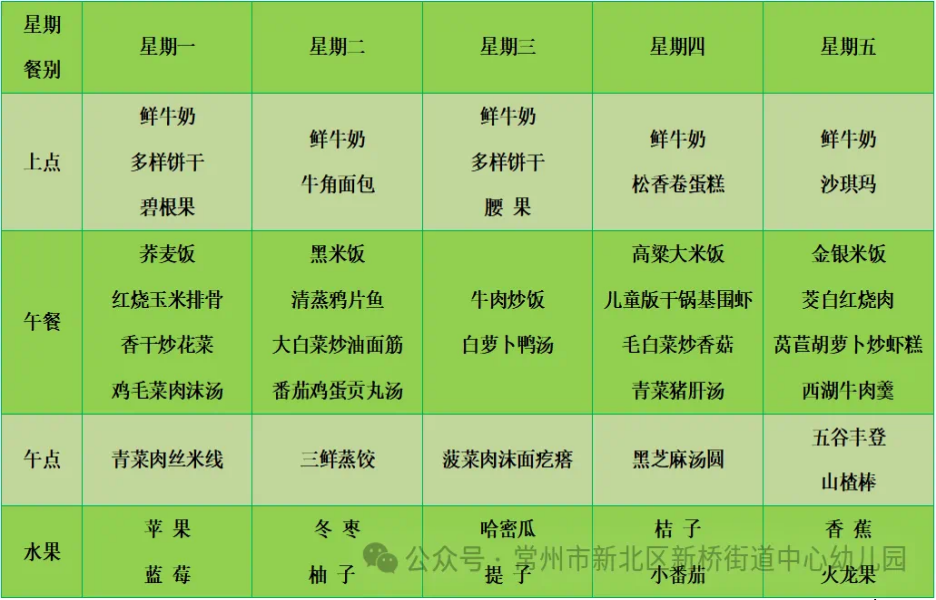 星期
餐别
星期一
星期二
星期三
星期四
星期五
上点
鲜牛奶
多样饼干
碧根果
鲜牛奶
牛角面包
鲜牛奶
多样饼干
腰 果
鲜牛奶
松香卷蛋糕
鲜牛奶
沙琪玛
午餐
荞麦饭
红烧玉米排骨
香干炒花菜
鸡毛菜肉沫汤
黑米饭
清蒸鸦片鱼
大白菜炒油面筋
番茄鸡蛋贡丸汤
牛肉炒饭
白萝卜鸭汤
高粱大米饭
儿童版干锅基围虾
毛白菜炒香菇
青菜猪肝汤
金银米饭
茭白红烧肉
莴苣胡萝卜炒虾糕
西湖牛肉羹
午点
青菜肉丝米线
三鲜蒸饺
菠菜肉沫面疙瘩
黑芝麻汤圆
五谷丰登
山楂棒
水果
苹 果
蓝 莓
冬 枣
柚 子
哈密瓜
提 子
桔 子
小番茄
香 蕉
火龙果
公众号 · 常州市新北区新桥街道中心幼儿园